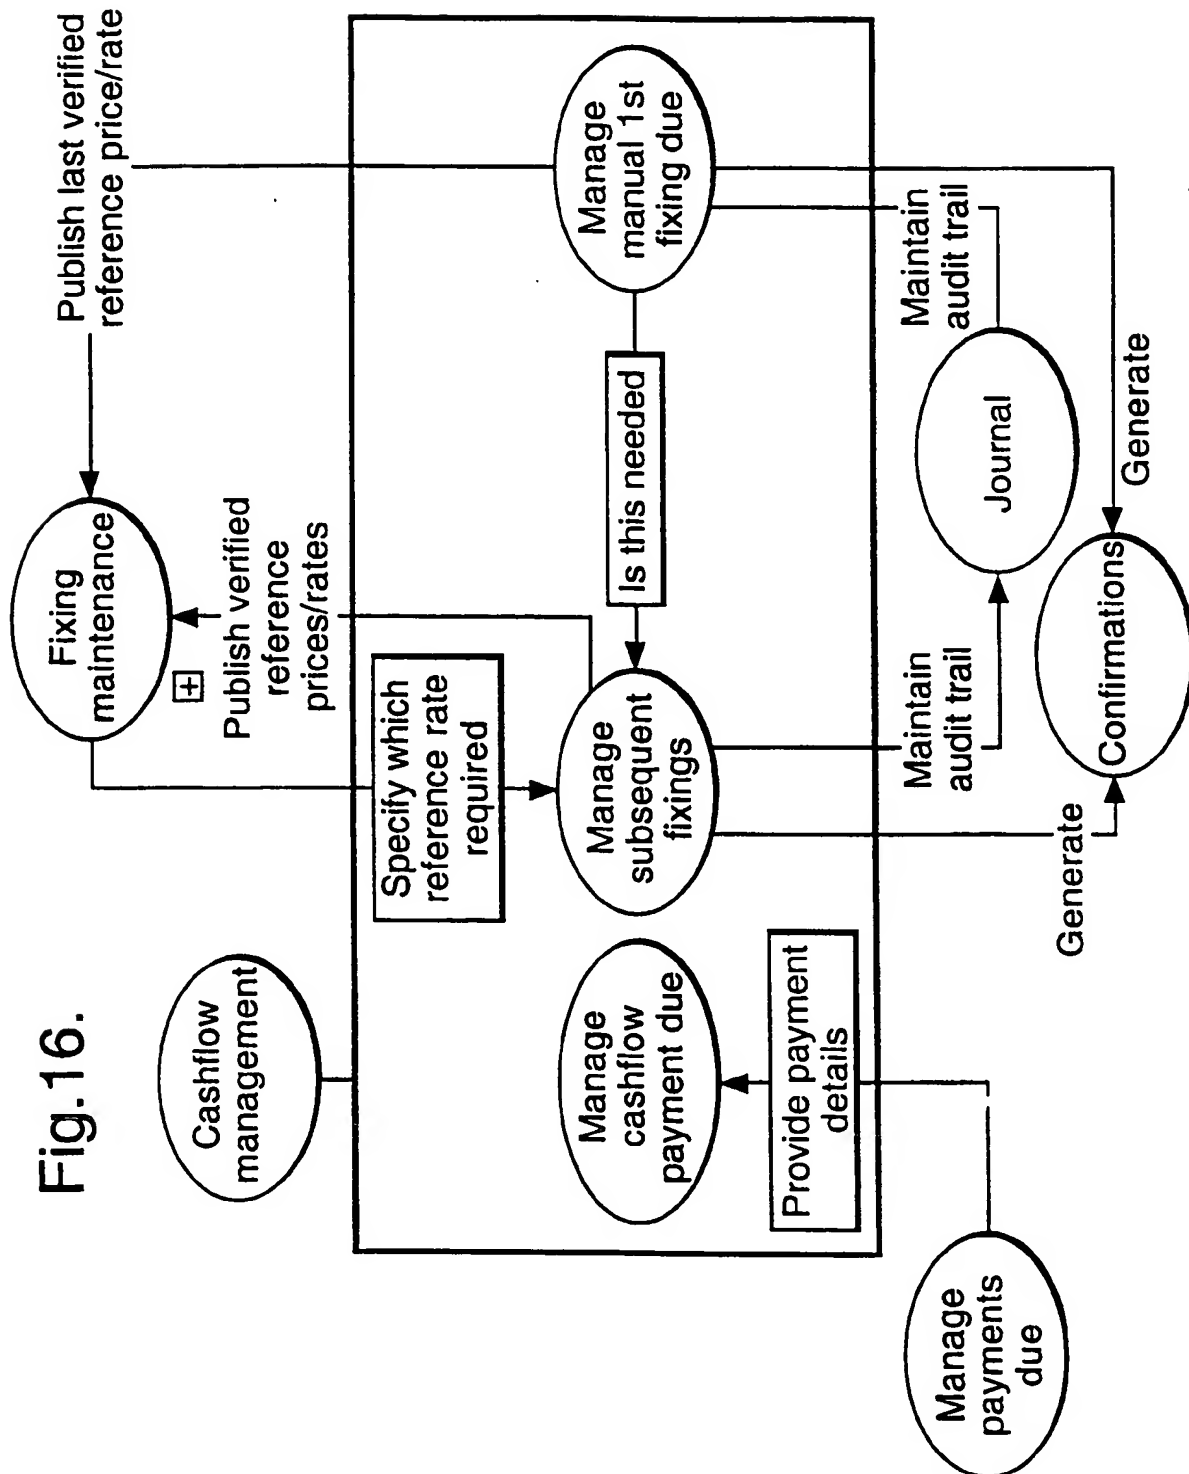 Fig.16.
Cashflow
management
Fixing
maintenance
Publish last verified
reference price/rate
+
Publish verified
reference
prices/rates
Specify which
reference rate
required
Manage
cashflow
payment due
Manage
subsequent
fixings
Is this needed
Manage
manual 1st
fixing due
Provide payment
details
Manage
payments
due
Generate
Maintain
audit trail
Maintain
audit trail
Journal
Confirmations
Generate